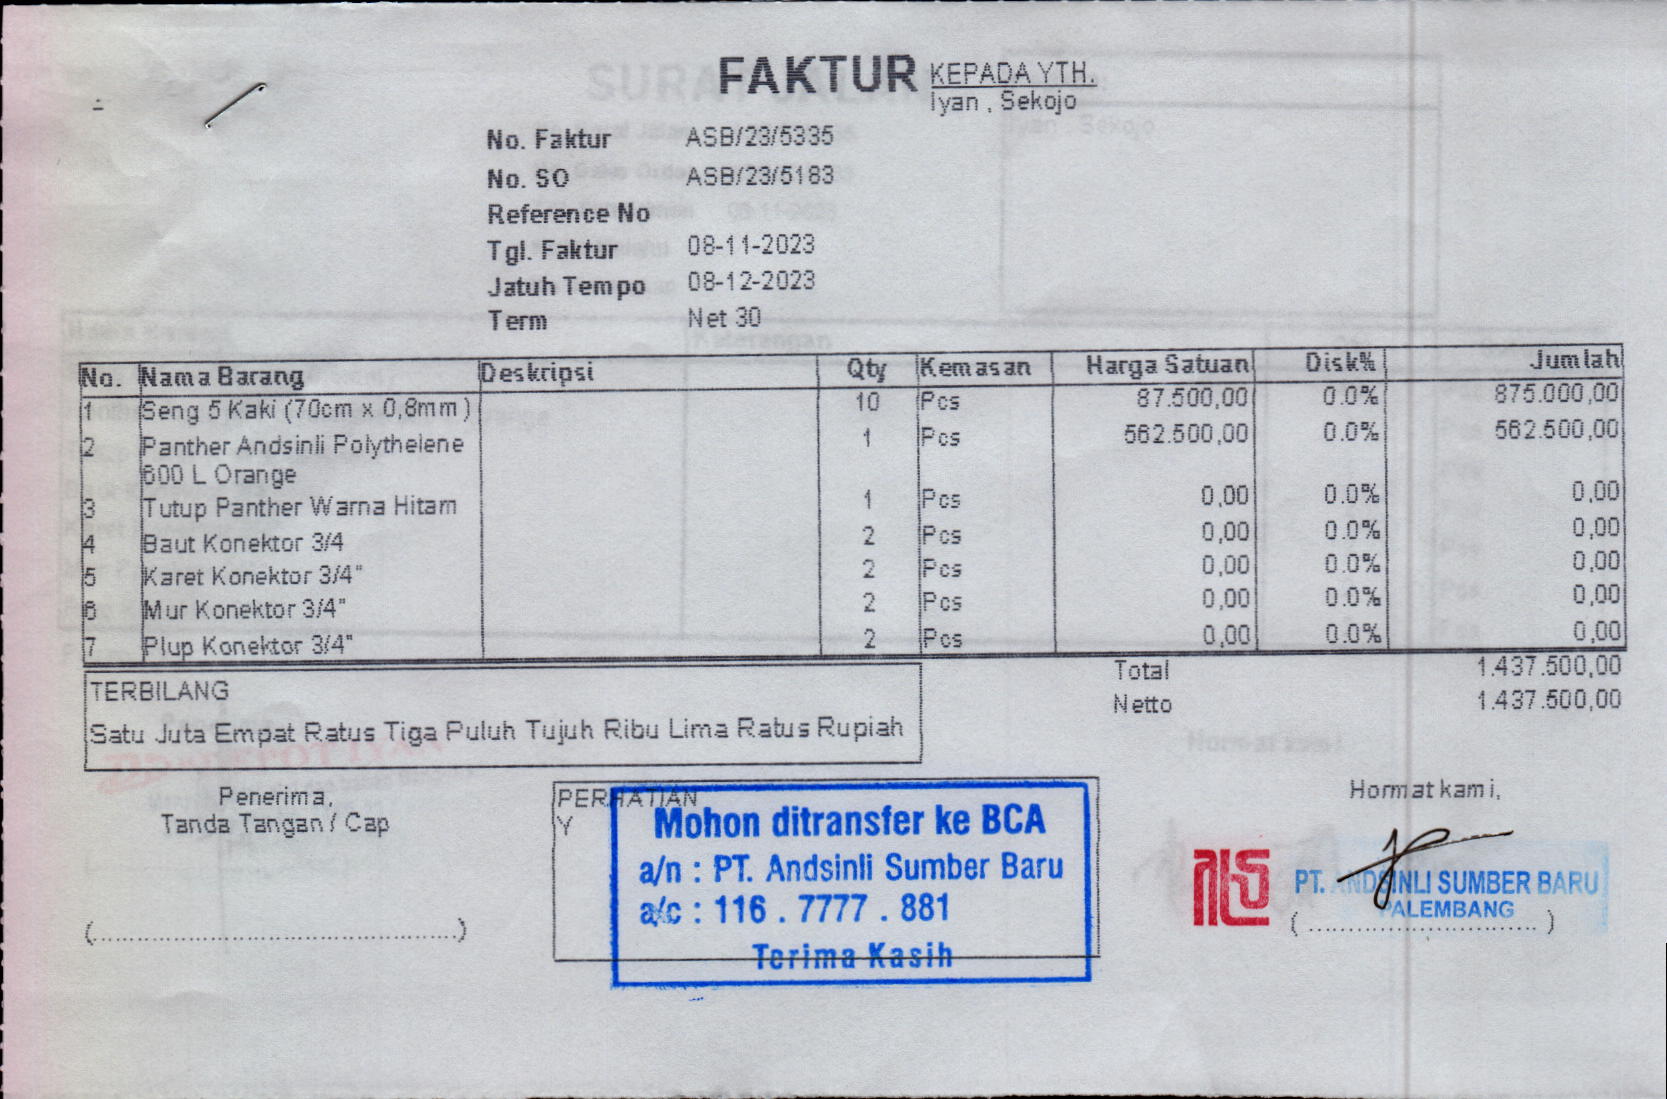 FAKTUR
KEPADA YTH.
Iyan , Sekojo
No. Faktur ASB/23/5335
No. SO ASB/23/5183
Reference No
Tgl. Faktur 08-11-2023
Jatuh Tempo 08-12-2023
Term Net 30
No. Nama Barang Deskripsi Qty Kemasan Harga Satuan Disk% Jumlah
1 Seng 5 Kaki (70cm x 0,8mm) 10 Pcs 87.500,00 0.0% 875.000,00
2 Panther Andsinli Polythelene 1 Pcs 562.500,00 0.0% 562.500,00
600 L Orange
3 Tutup Panther Warna Hitam 1 Pcs 0,00 0.0% 0,00
4 Baut Konektor 3/4 2 Pcs 0,00 0.0% 0,00
5 Karet Konektor 3/4" 2 Pcs 0,00 0.0% 0,00
6 Mur Konektor 3/4" 2 Pcs 0,00 0.0% 0,00
7 Plup Konektor 3/4" 2 Pcs 0,00 0.0% 0,00
Total 1.437.500,00
Netto 1.437.500,00
TERBILANG
Satu Juta Empat Ratus Tiga Puluh Tujuh Ribu Lima Ratus Rupiah
Penerima,
Tanda Tangan / Cap
(............................................)
PERHATIAN
Y
Mohon ditransfer ke BCA
a/n : PT. Andsinli Sumber Baru
a/c : 116 . 7777 . 881
Terima Kasih
Hormat kami,
PT. ANDSINLI SUMBER BARU
PALEMBANG
(............................)